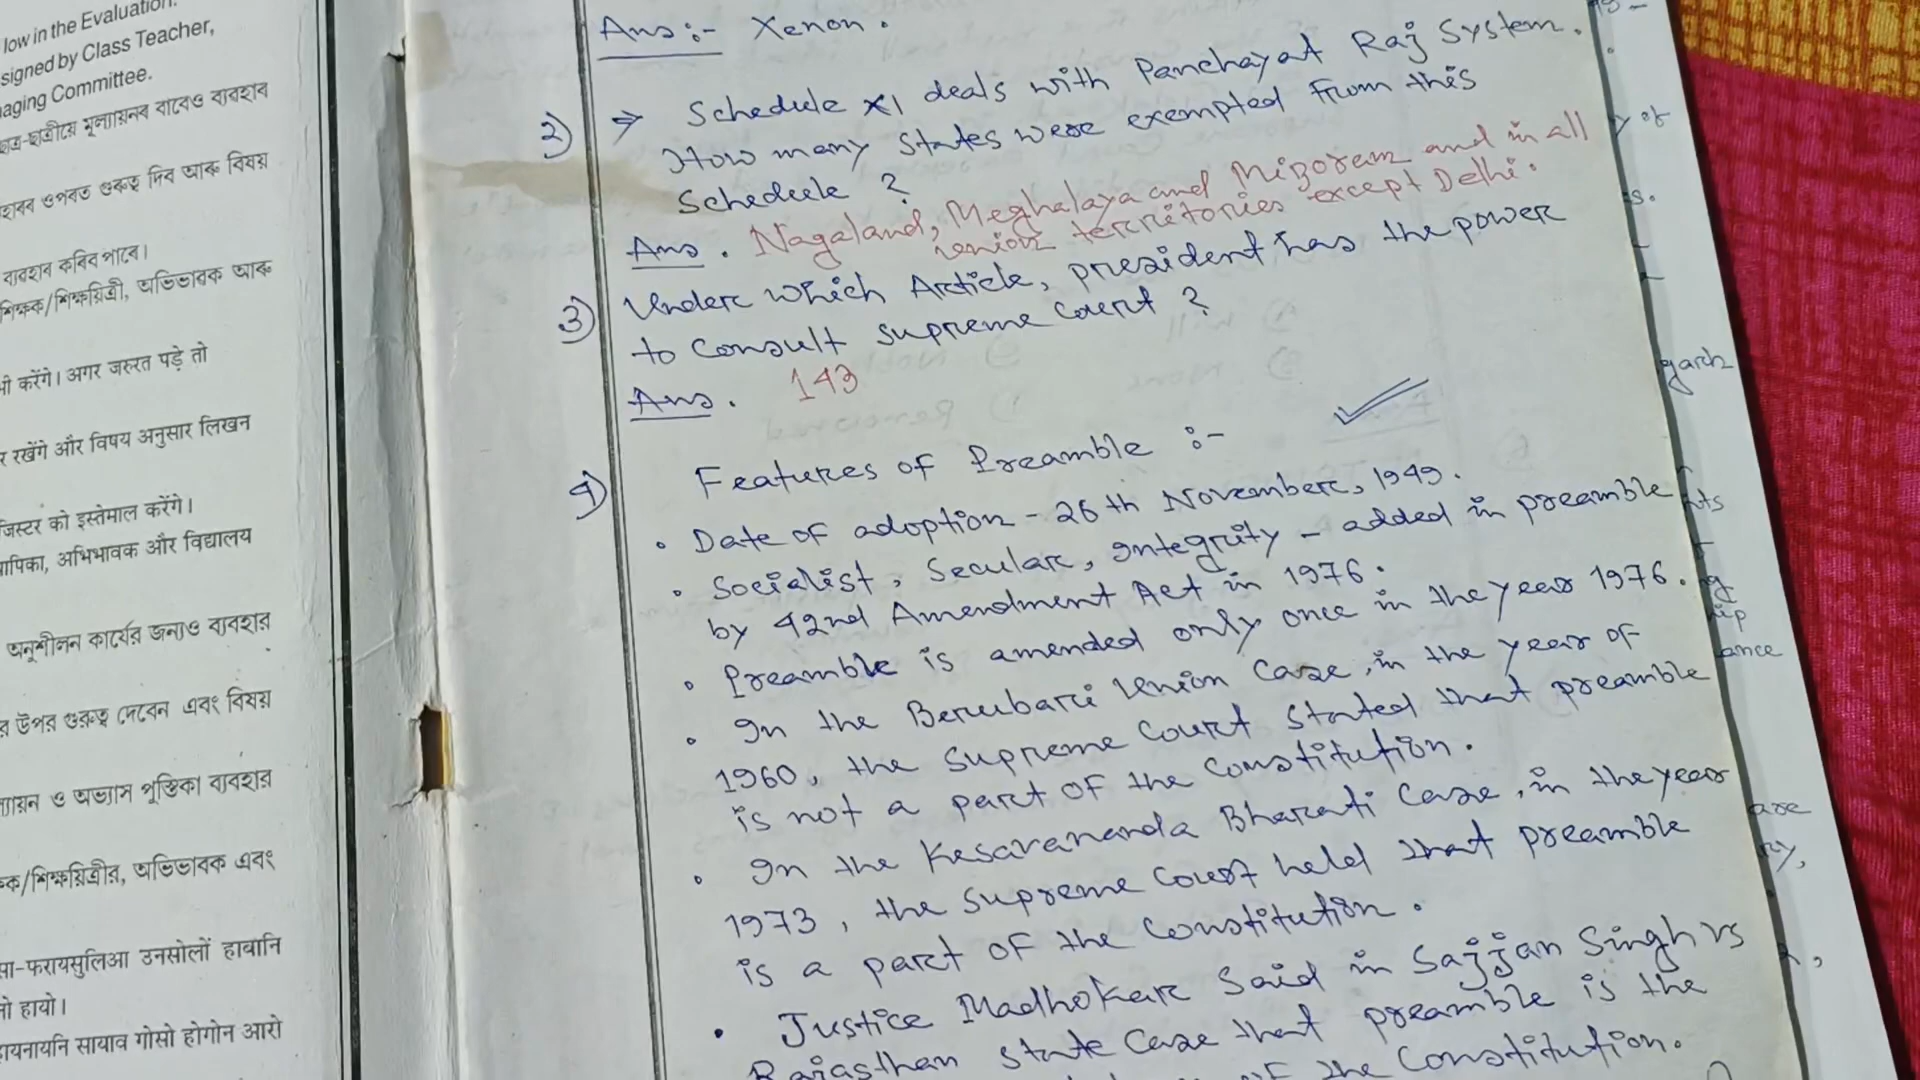 low in the Evaluation.
signed by Class Teacher,
aging Committee.
ব্যৱহাৰ কৰিব পাৰে।
শিক্ষক/শিক্ষয়িত্ৰী, অভিভাৱক আৰু
भी करेंगे। अगर जरुरत पड़े तो
र रखेंगे और विषय अनुसार लिखन
जिस्टर को इस्तेमाल करेंगे।
यापिका, अभिभावक और विद्यालय
অনুশীলন কার্যের জন্যও ব্যবহার
র উপর গুরুত্ব দেবেন এবং বিষয়
ল্যায়ন ও অভ্যাস পুস্তিকা ব্যবহার
ক/শিক্ষয়িত্রীর, অভিভাবক এবং
सा-फरायसुलिआ उनसोलों हाबानि
नो हायो।
ायनायनि सायाव गोसो होगोन आरो
Ans:- Xenon.
2) → Schedule XI deals with Panchayat Raj System.
How many states were exempted from this
Schedule ?
Ans. Nagaland, Meghalaya and Mizoram and in all
union territories except Delhi.
3) Under which Article, president has the power
to consult supreme court ?
Ans. 143
4) Features of Preamble :-
• Date of adoption - 26th November, 1949.
• Socialist, Secular, Integrity - added in preamble
by 42nd Amendment Act in 1976.
• Preamble is amended only once in the year 1976.
• In the Berubari Union Case, in the year of
1960, the Supreme Court stated that preamble
is not a part of the Constitution.
• In the Kesavananda Bharati Case, in the year
1973, the Supreme Court held that preamble
is a part of the Constitution.
• Justice Madhokar Said in Sajjan Singh vs
Rajasthan state Case that preamble is the
of the Constitution.
garh
ance
are